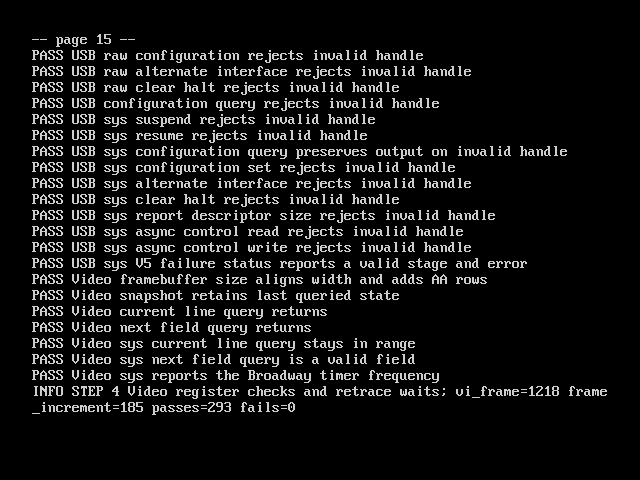 -- page 15 --
PASS USB raw configuration rejects invalid handle
PASS USB raw alternate interface rejects invalid handle
PASS USB raw clear halt rejects invalid handle
PASS USB configuration query rejects invalid handle
PASS USB sys suspend rejects invalid handle
PASS USB sys resume rejects invalid handle
PASS USB sys configuration query preserves output on invalid handle
PASS USB sys configuration set rejects invalid handle
PASS USB sys alternate interface rejects invalid handle
PASS USB sys clear halt rejects invalid handle
PASS USB sys report descriptor size rejects invalid handle
PASS USB sys async control read rejects invalid handle
PASS USB sys async control write rejects invalid handle
PASS USB sys V5 failure status reports a valid stage and error
PASS Video framebuffer size aligns width and adds AA rows
PASS Video snapshot retains last queried state
PASS Video current line query returns
PASS Video next field query returns
PASS Video sys current line query stays in range
PASS Video sys next field query is a valid field
PASS Video sys reports the Broadway timer frequency
INFO STEP 4 Video register checks and retrace waits; vi_frame=1218 frame
_increment=185 passes=293 fails=0